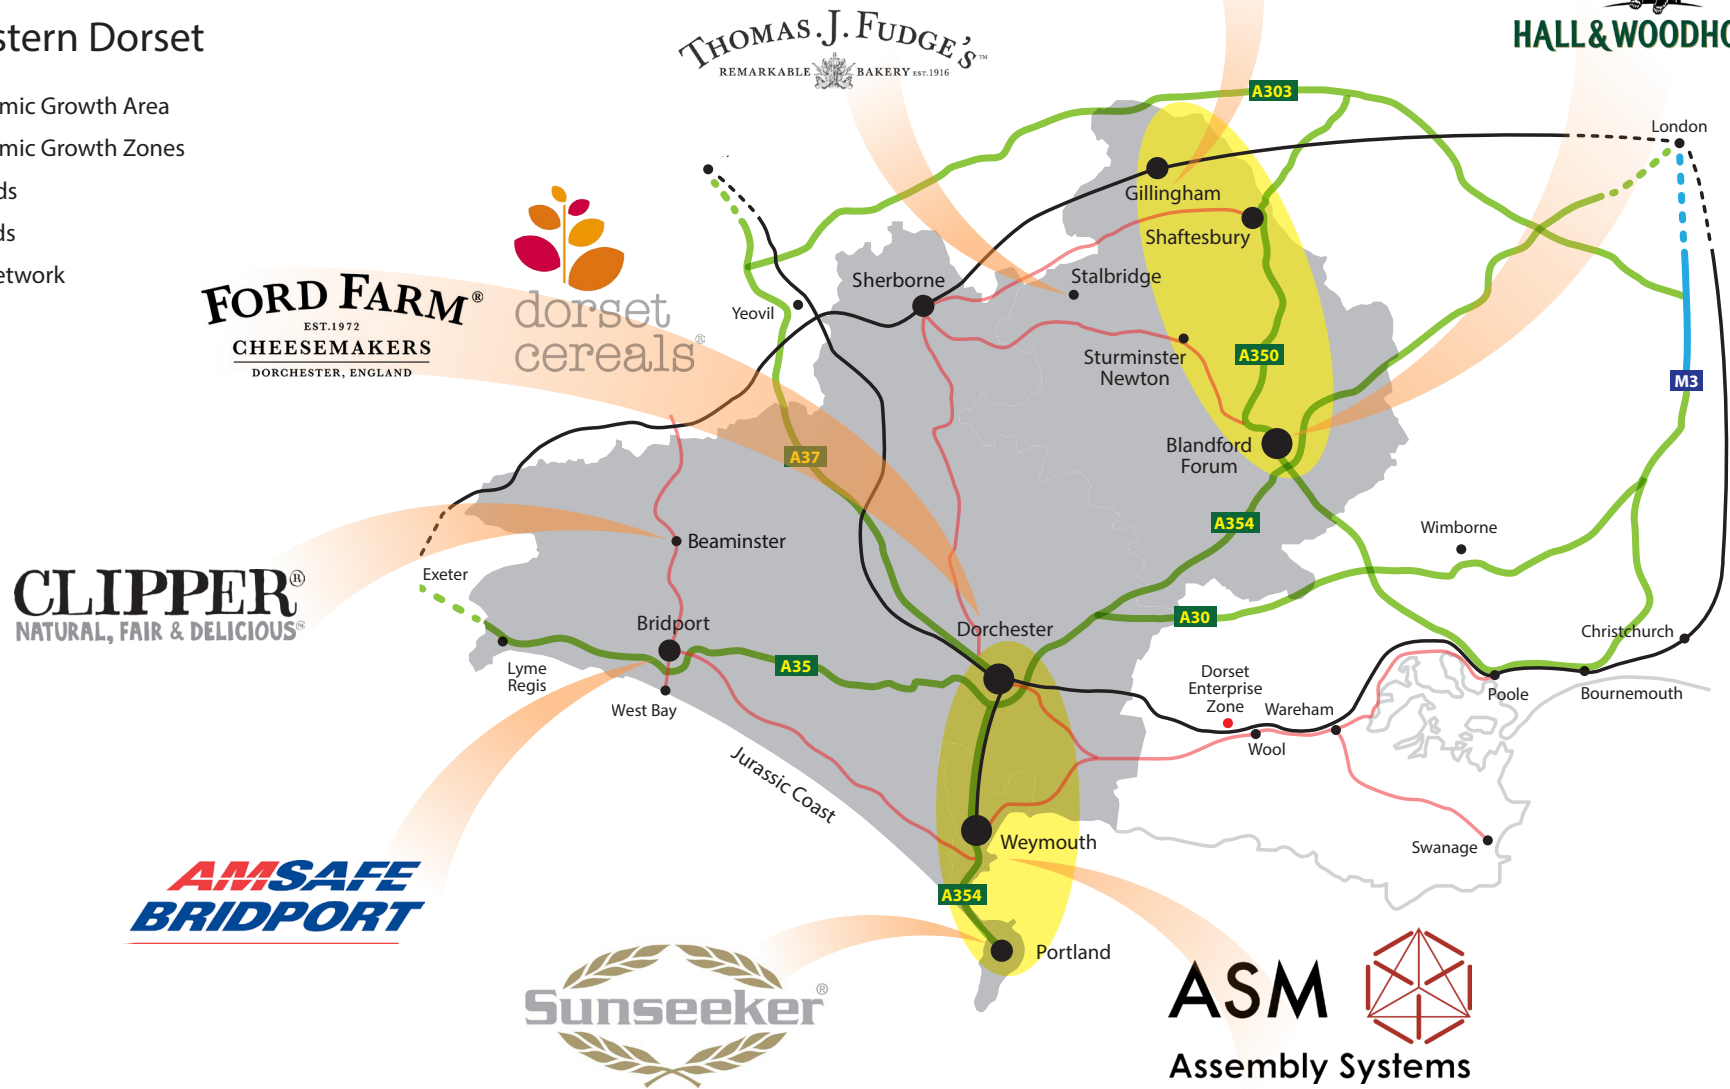 stern Dorset
mic Growth Area
mic Growth Zones
ds
ds
etwork
THOMAS.J.FUDGE'S™
REMARKABLE BAKERY EST.1916
HALL&WOODHO
A303
London
Gillingham
Shaftesbury
Sherborne
Stalbridge
Yeovil
FORD FARM®
EST.1972
CHEESEMAKERS
DORCHESTER, ENGLAND
dorset
cereals®
Sturminster
Newton
A350
M3
A37
Blandford
Forum
A354
Wimborne
Beaminster
Exeter
CLIPPER®
NATURAL, FAIR & DELICIOUS
A30
Bridport
Dorchester
Christchurch
Lyme
Regis
A35
Dorset
Enterprise
Zone
Wareham
Poole
Bournemouth
West Bay
Wool
Jurassic Coast
Weymouth
Swanage
A354
AMSAFE
BRIDPORT
Portland
Sunseeker®
ASM
Assembly Systems